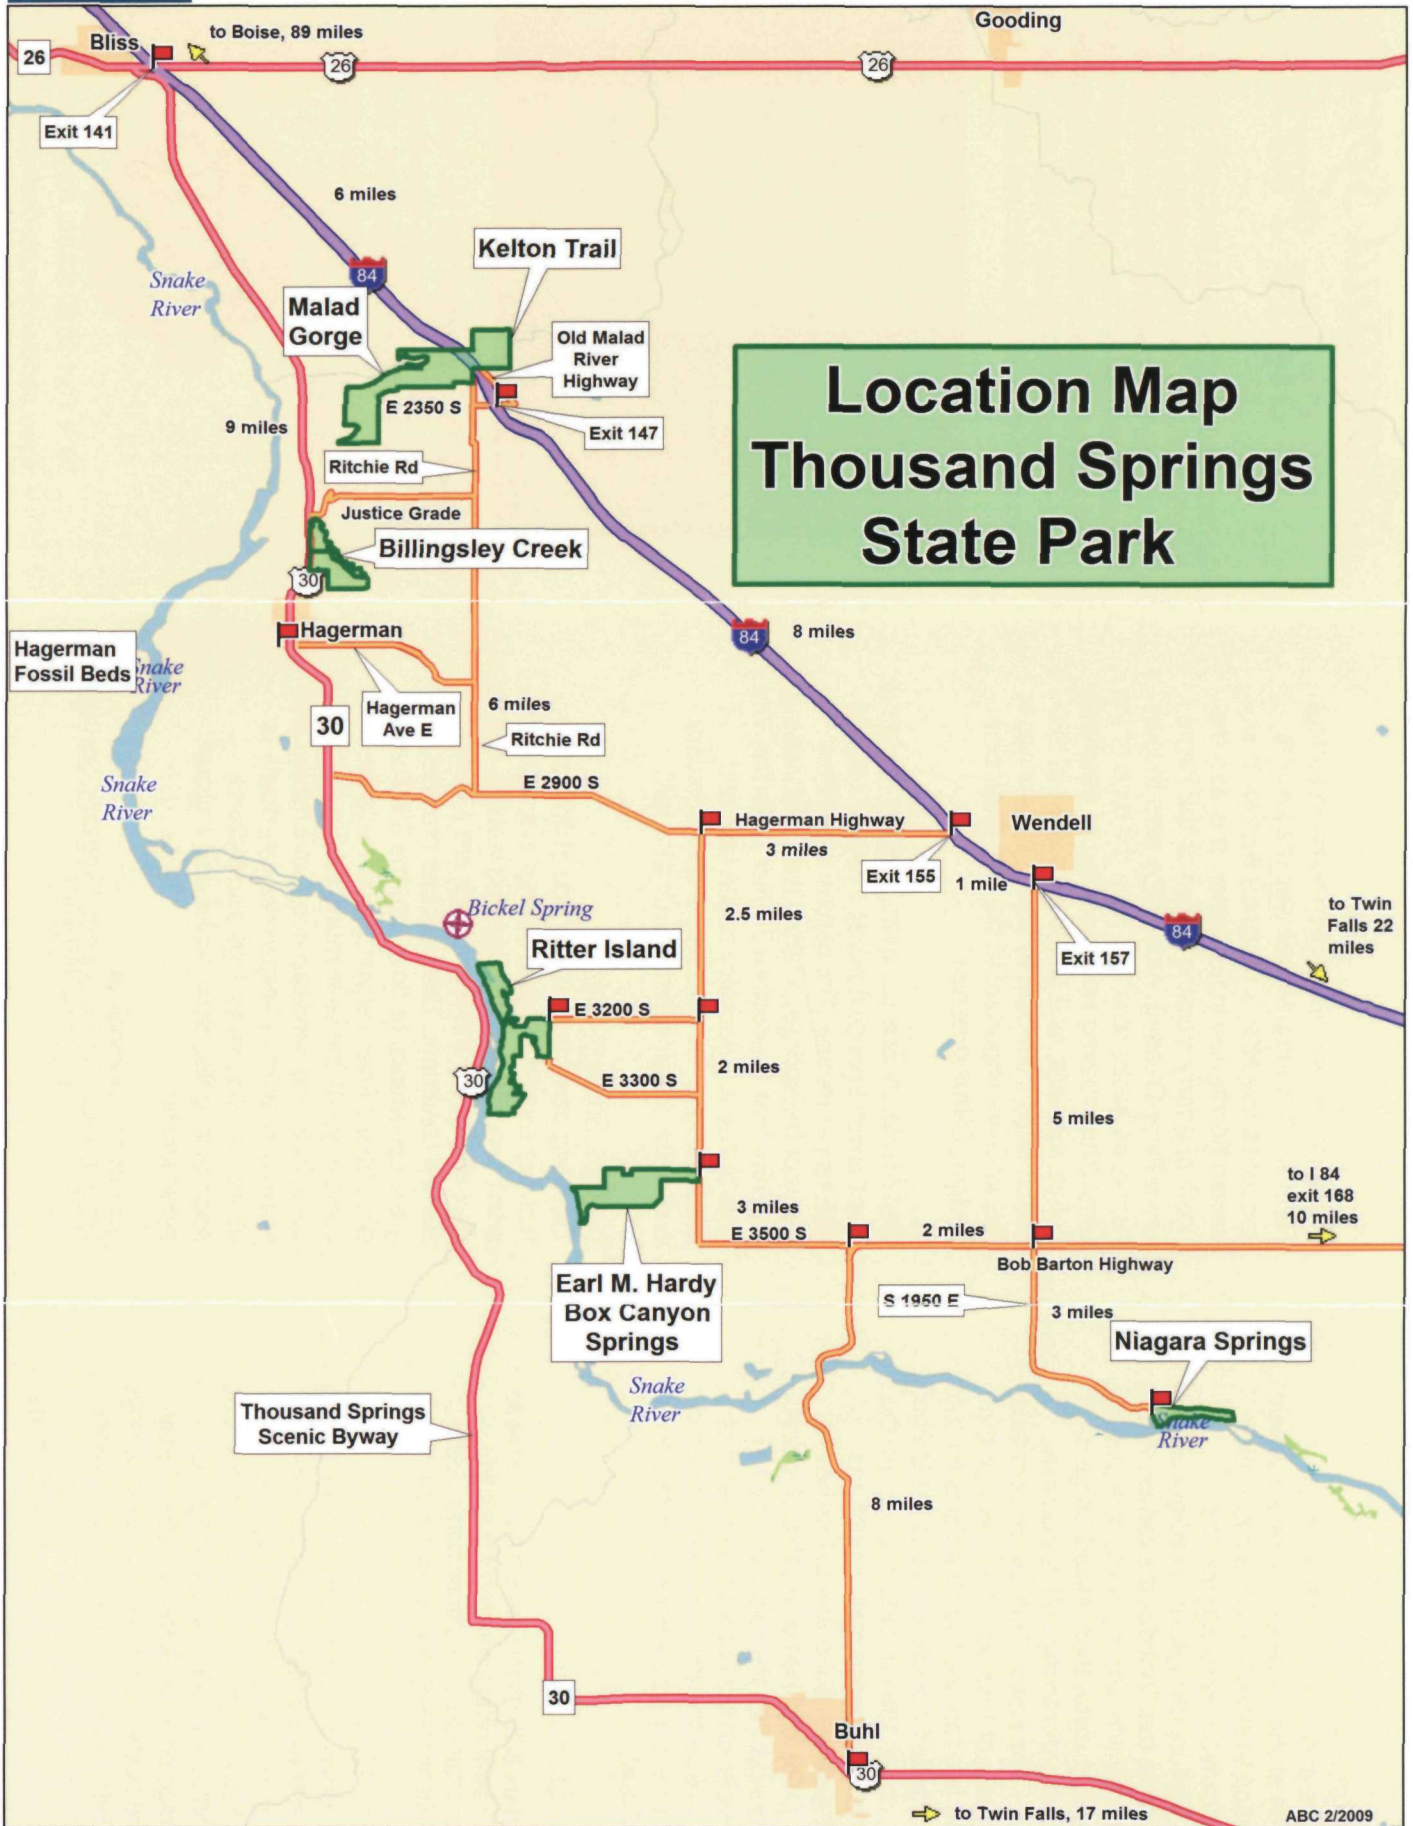 Gooding
to Boise, 89 miles
Bliss
26
26
26
Exit 141
6 miles
Kelton Trail
84
Snake
River
Malad
Gorge
Old Malad
River
Highway
Location Map
Thousand Springs
State Park
E 2350 S
9 miles
Exit 147
Ritchie Rd
Justice Grade
Billingsley Creek
30
Hagerman
84
8 miles
Hagerman
Fossil Beds
Snake
River
Hagerman
Ave E
6 miles
30
Ritchie Rd
E 2900 S
Snake
River
Hagerman Highway
Wendell
3 miles
Exit 155
1 mile
2.5 miles
Bickel Spring
to Twin
Falls 22
miles
84
Ritter Island
Exit 157
E 3200 S
2 miles
E 3300 S
30
5 miles
to I 84
exit 168
10 miles
3 miles
E 3500 S
2 miles
Bob Barton Highway
Earl M. Hardy
Box Canyon
Springs
S 1950 E
3 miles
Niagara Springs
Snake
River
Thousand Springs
Scenic Byway
Snake
River
8 miles
30
Buhl
30
to Twin Falls, 17 miles
ABC 2/2009